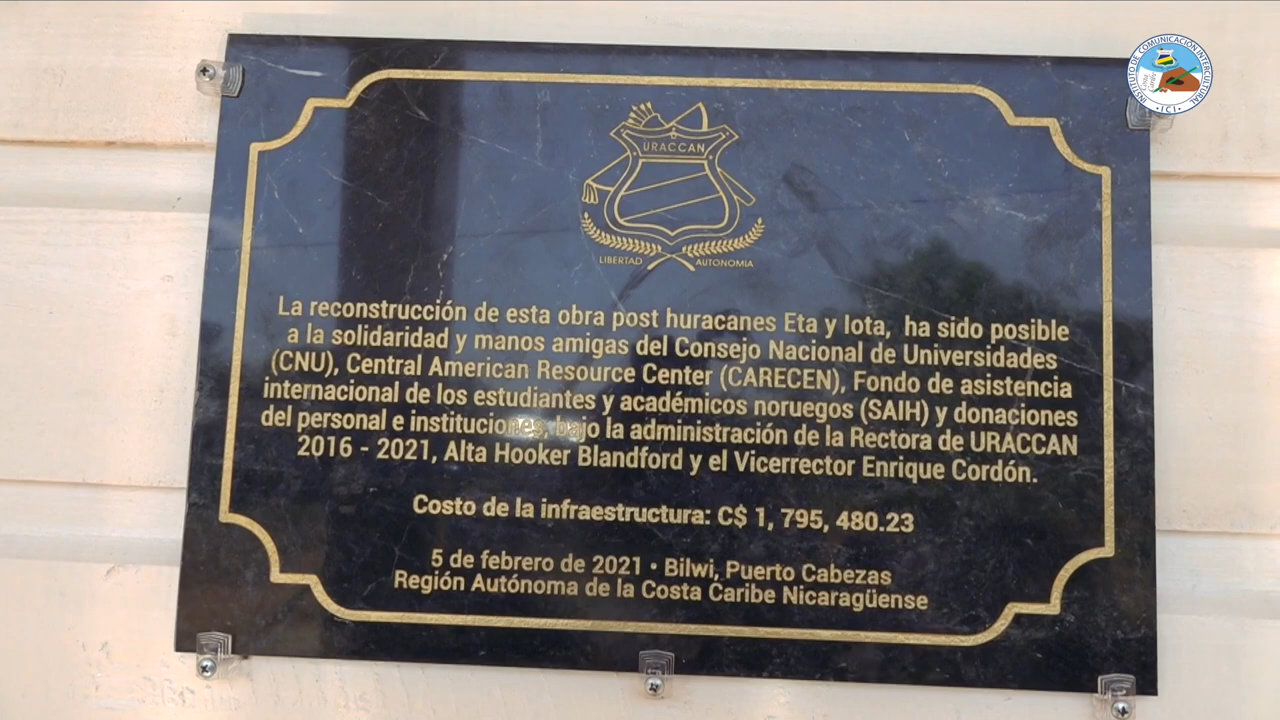 INSTITUTO DE COMUNICACIÓN INTERCULTURAL
· ICI ·
URACCAN
LIBERTAD AUTONOMIA
La reconstrucción de esta obra post huracanes Eta y Iota, ha sido posible
a la solidaridad y manos amigas del Consejo Nacional de Universidades
(CNU), Central American Resource Center (CARECEN), Fondo de asistencia
internacional de los estudiantes y académicos noruegos (SAIH) y donaciones
del personal e instituciones, bajo la administración de la Rectora de URACCAN
2016 - 2021, Alta Hooker Blandford y el Vicerrector Enrique Cordón.
Costo de la infraestructura: C$ 1, 795, 480.23
5 de febrero de 2021 • Bilwi, Puerto Cabezas
Región Autónoma de la Costa Caribe Nicaragüense